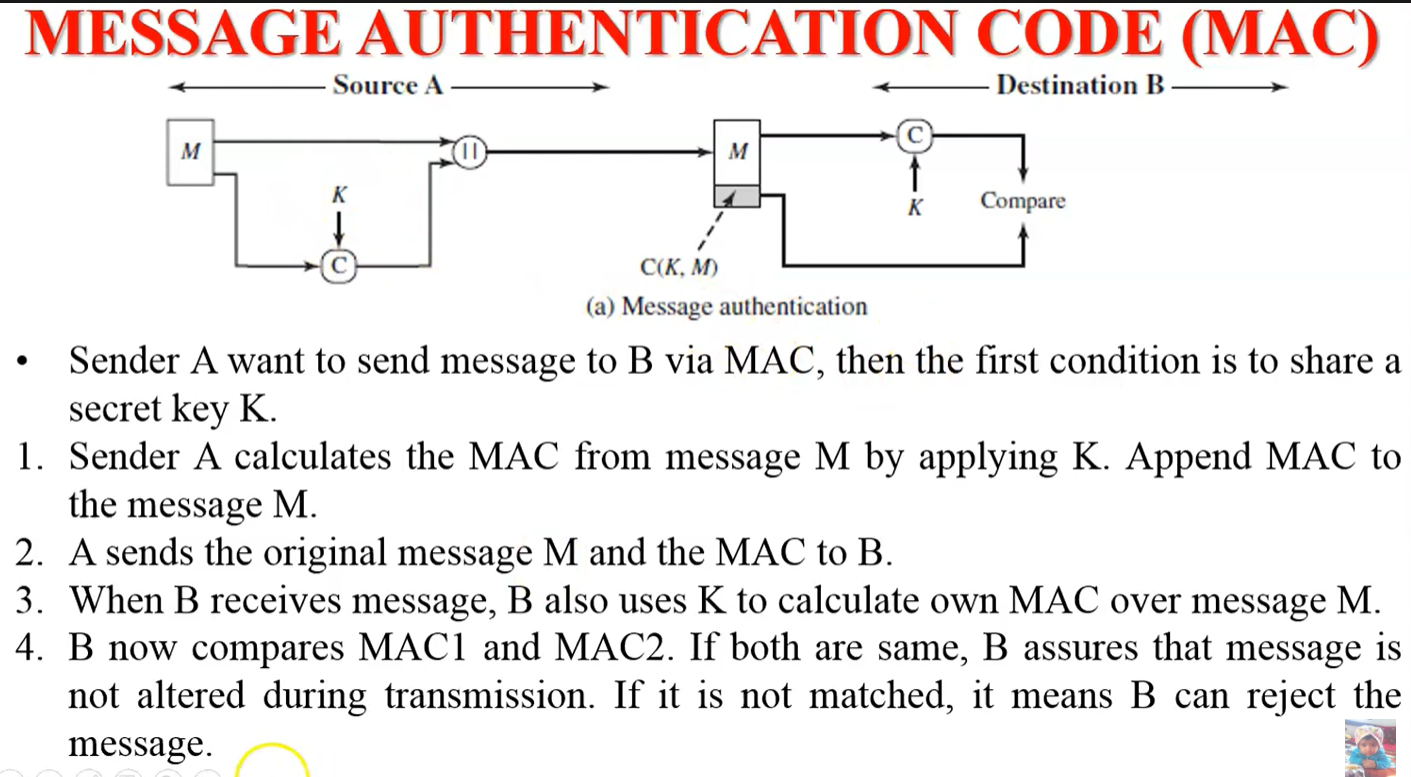 MESSAGE AUTHENTICATION CODE (MAC)
Source A
Destination B
M
K
C
||
M
C(K, M)
C
K
Compare
(a) Message authentication
• Sender A want to send message to B via MAC, then the first condition is to share a
secret key K.
1. Sender A calculates the MAC from message M by applying K. Append MAC to
the message M.
2. A sends the original message M and the MAC to B.
3. When B receives message, B also uses K to calculate own MAC over message M.
4. B now compares MAC1 and MAC2. If both are same, B assures that message is
not altered during transmission. If it is not matched, it means B can reject the
message.